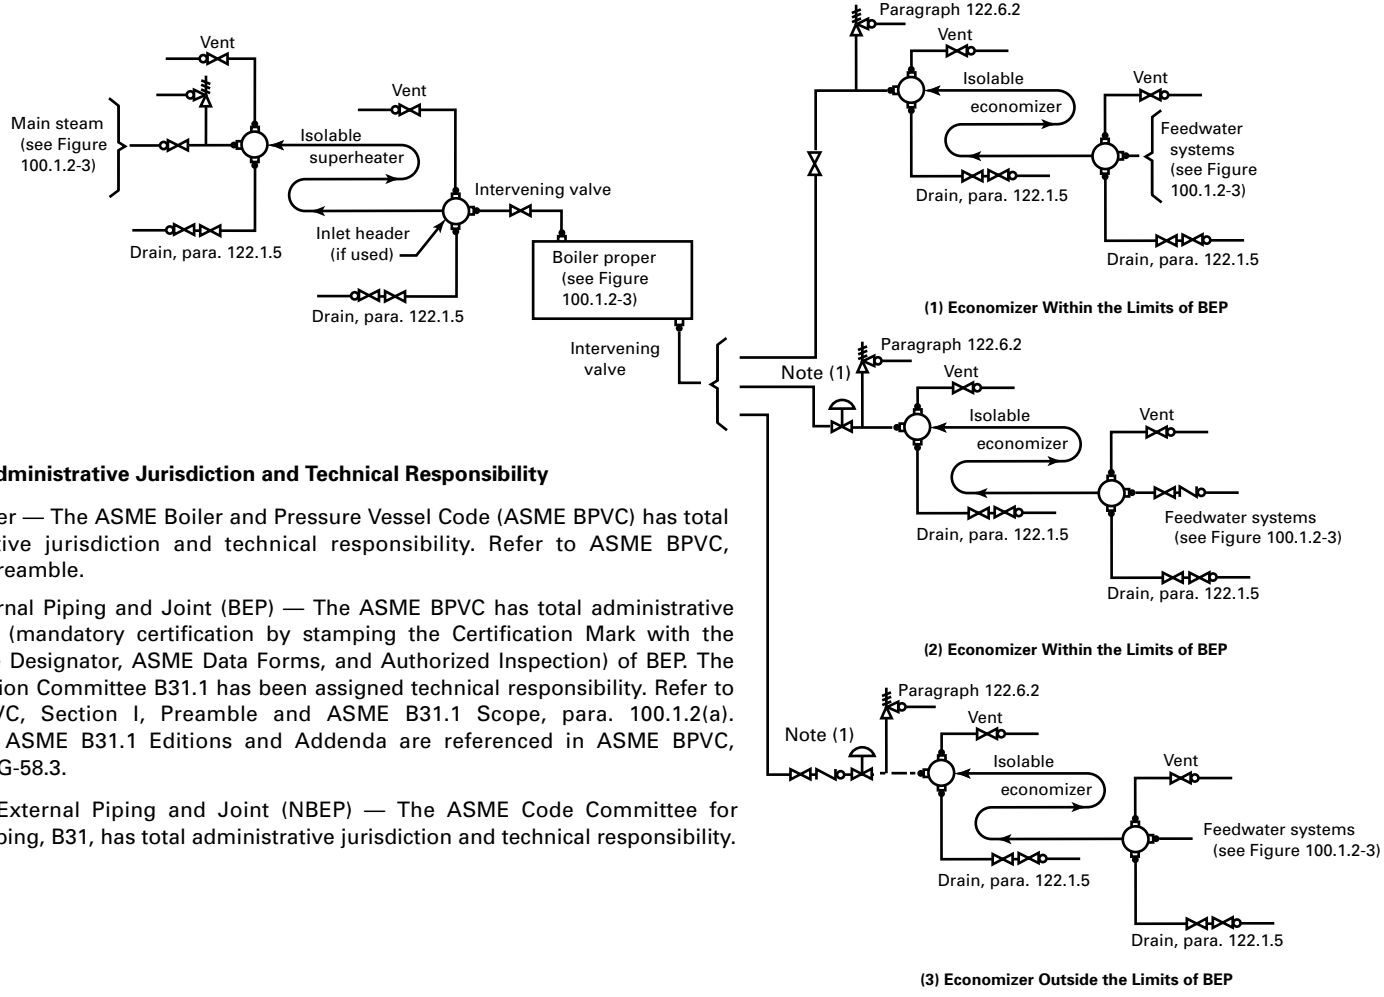 Vent
Main steam
(see Figure
100.1.2-3)
Isolable
superheater
Drain, para. 122.1.5
Vent
Intervening valve
Inlet header
(if used)
Drain, para. 122.1.5
Boiler proper
(see Figure
100.1.2-3)
Intervening
valve
Paragraph 122.6.2
Vent
Isolable
economizer
Drain, para. 122.1.5
Vent
Feedwater
systems
(see Figure
100.1.2-3)
Drain, para. 122.1.5
(1) Economizer Within the Limits of BEP
Note (1)
Paragraph 122.6.2
Vent
Isolable
economizer
Drain, para. 122.1.5
Vent
Feedwater systems
(see Figure 100.1.2-3)
Drain, para. 122.1.5
(2) Economizer Within the Limits of BEP
Note (1)
Paragraph 122.6.2
Vent
Isolable
economizer
Drain, para. 122.1.5
Vent
Feedwater systems
(see Figure 100.1.2-3)
Drain, para. 122.1.5
(3) Economizer Outside the Limits of BEP
dministrative Jurisdiction and Technical Responsibility
er — The ASME Boiler and Pressure Vessel Code (ASME BPVC) has total
tive jurisdiction and technical responsibility. Refer to ASME BPVC,
reamble.
rnal Piping and Joint (BEP) — The ASME BPVC has total administrative
(mandatory certification by stamping the Certification Mark with the
Designator, ASME Data Forms, and Authorized Inspection) of BEP. The
ion Committee B31.1 has been assigned technical responsibility. Refer to
VC, Section I, Preamble and ASME B31.1 Scope, para. 100.1.2(a).
ASME B31.1 Editions and Addenda are referenced in ASME BPVC,
G-58.3.
External Piping and Joint (NBEP) — The ASME Code Committee for
ping, B31, has total administrative jurisdiction and technical responsibility.